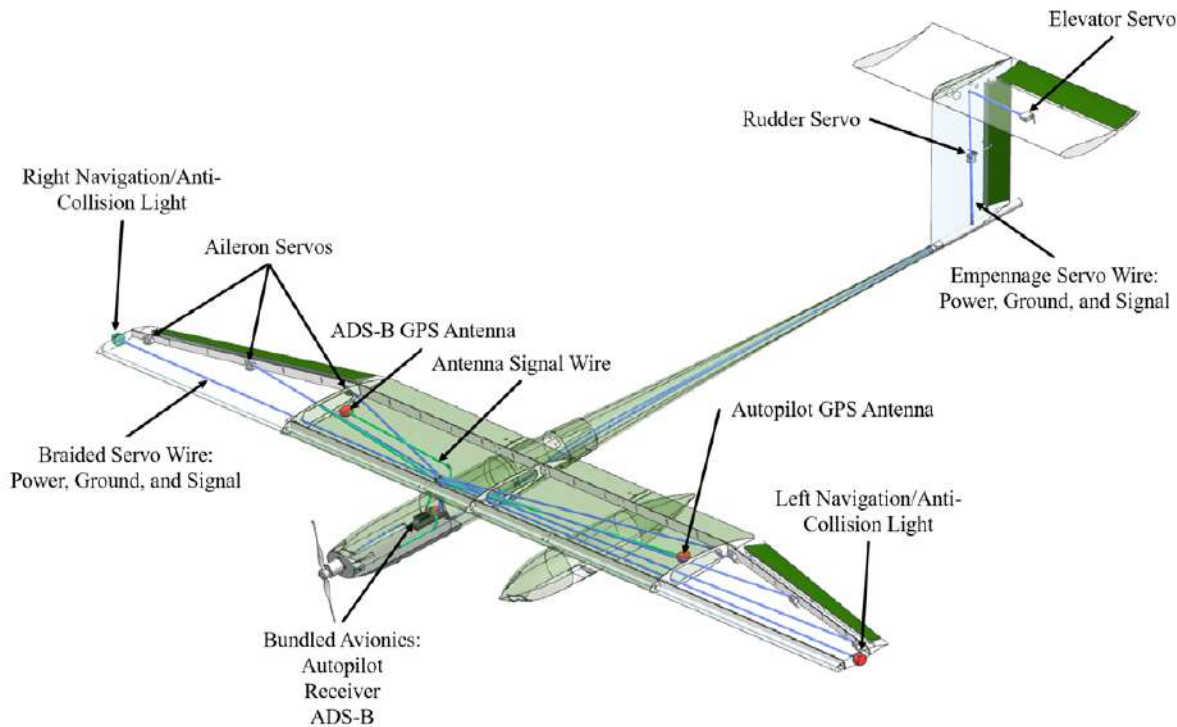 Elevator Servo
Rudder Servo
Right Navigation/Anti-
Collision Light
Aileron Servos
ADS-B GPS Antenna
Antenna Signal Wire
Empennage Servo Wire:
Power, Ground, and Signal
Autopilot GPS Antenna
Braided Servo Wire:
Power, Ground, and Signal
Left Navigation/Anti-
Collision Light
Bundled Avionics:
Autopilot
Receiver
ADS-B